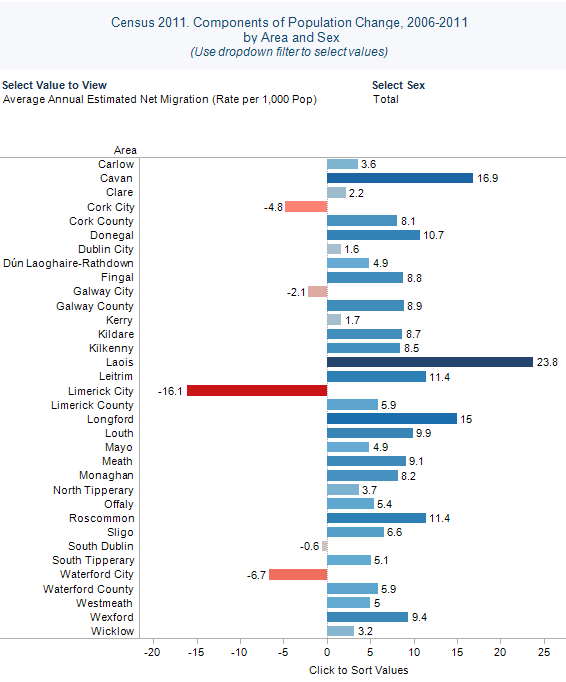 Census 2011. Components of Population Change, 2006-2011
by Area and Sex
(Use dropdown filter to select values)
Select Value to View Select Sex
Average Annual Estimated Net Migration (Rate per 1,000 Pop) Total
Area
Carlow 3.6
Cavan 16.9
Clare 2.2
Cork City -4.8
Cork County 8.1
Donegal 10.7
Dublin City 1.6
Dún Laoghaire-Rathdown 4.9
Fingal 8.8
Galway City -2.1
Galway County 8.9
Kerry 1.7
Kildare 8.7
Kilkenny 8.5
Laois 23.8
Leitrim 11.4
Limerick City -16.1
Limerick County 5.9
Longford 15
Louth 9.9
Mayo 4.9
Meath 9.1
Monaghan 8.2
North Tipperary 3.7
Offaly 5.4
Roscommon 11.4
Sligo 6.6
South Dublin -0.6
South Tipperary 5.1
Waterford City -6.7
Waterford County 5.9
Westmeath 5
Wexford 9.4
Wicklow 3.2
-20 -15 -10 -5 0 5 10 15 20 25
Click to Sort Values